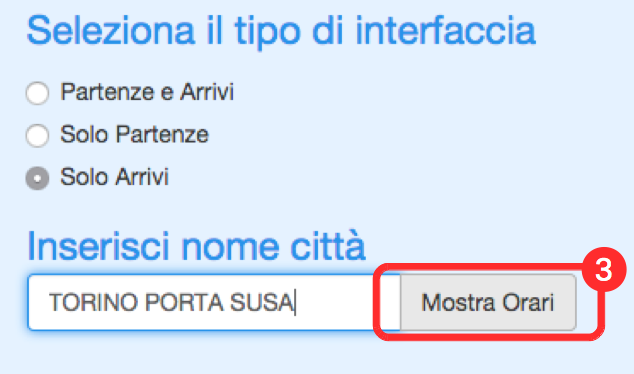 Seleziona il tipo di interfaccia
Partenze e Arrivi
Solo Partenze
Solo Arrivi
Inserisci nome città
3
TORINO PORTA SUSA Mostra Orari